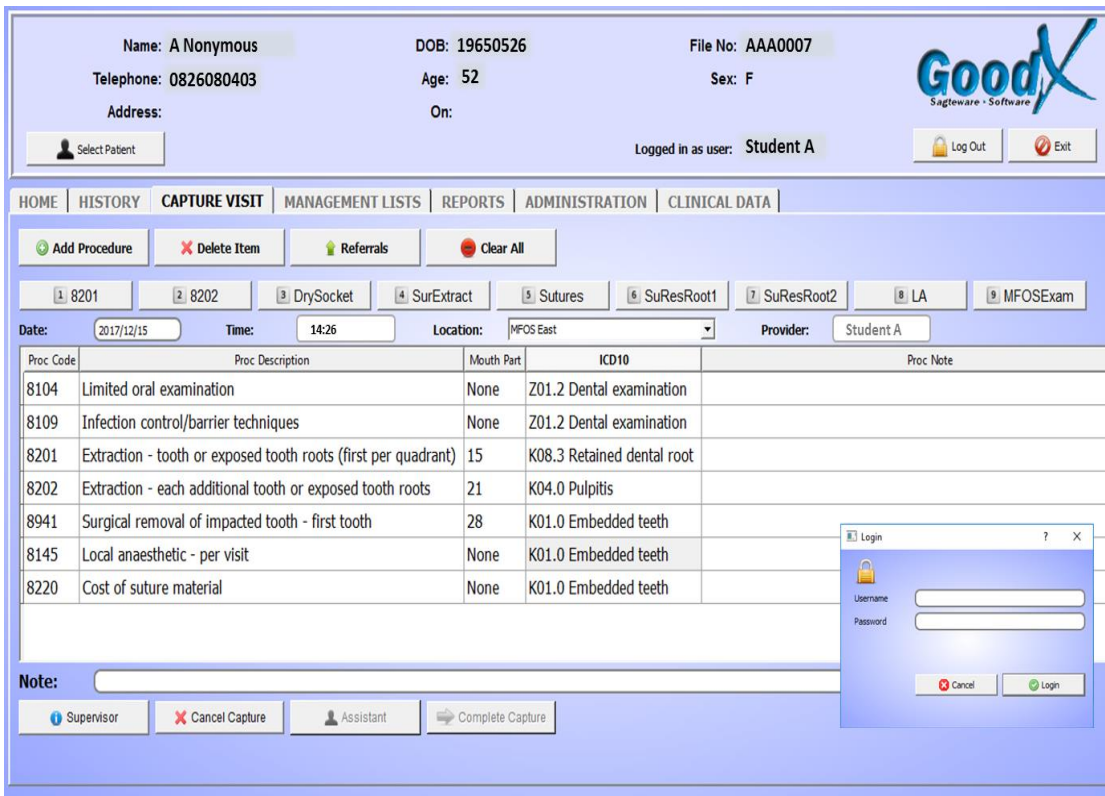 Name: A Nonymous DOB: 19650526 File No: AAA0007
Telephone: 0826080403 Age: 52 Sex: F
Address: On:
GoodX
Sagteware • Software
Select Patient Logged in as user: Student A Log Out Exit
HOME HISTORY CAPTURE VISIT MANAGEMENT LISTS REPORTS ADMINISTRATION CLINICAL DATA
Add Procedure Delete Item Referrals Clear All
1 8201 2 8202 3 DrySocket 4 SurExtract 5 Sutures 6 SuResRoot1 7 SuResRoot2 8 LA 9 MFOSExam
Date: 2017/12/15 Time: 14:26 Location: MFOS East Provider: Student A
Proc Code Proc Description Mouth Part ICD10 Proc Note
8104 Limited oral examination None Z01.2 Dental examination
8109 Infection control/barrier techniques None Z01.2 Dental examination
8201 Extraction - tooth or exposed tooth roots (first per quadrant) 15 K08.3 Retained dental root
8202 Extraction - each additional tooth or exposed tooth roots 21 K04.0 Pulpitis
8941 Surgical removal of impacted tooth - first tooth 28 K01.0 Embedded teeth
8145 Local anaesthetic - per visit None K01.0 Embedded teeth
8220 Cost of suture material None K01.0 Embedded teeth
Login ? X
Username
Password
Cancel Login
Note:
Supervisor Cancel Capture Assistant Complete Capture